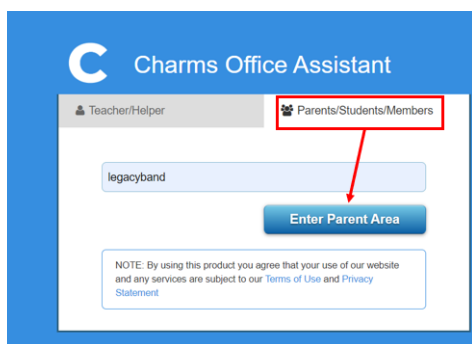 C Charms Office Assistant
Teacher/Helper
Parents/Students/Members
legacyband
Enter Parent Area
NOTE: By using this product you agree that your use of our website
and any services are subject to our Terms of Use and Privacy
Statement